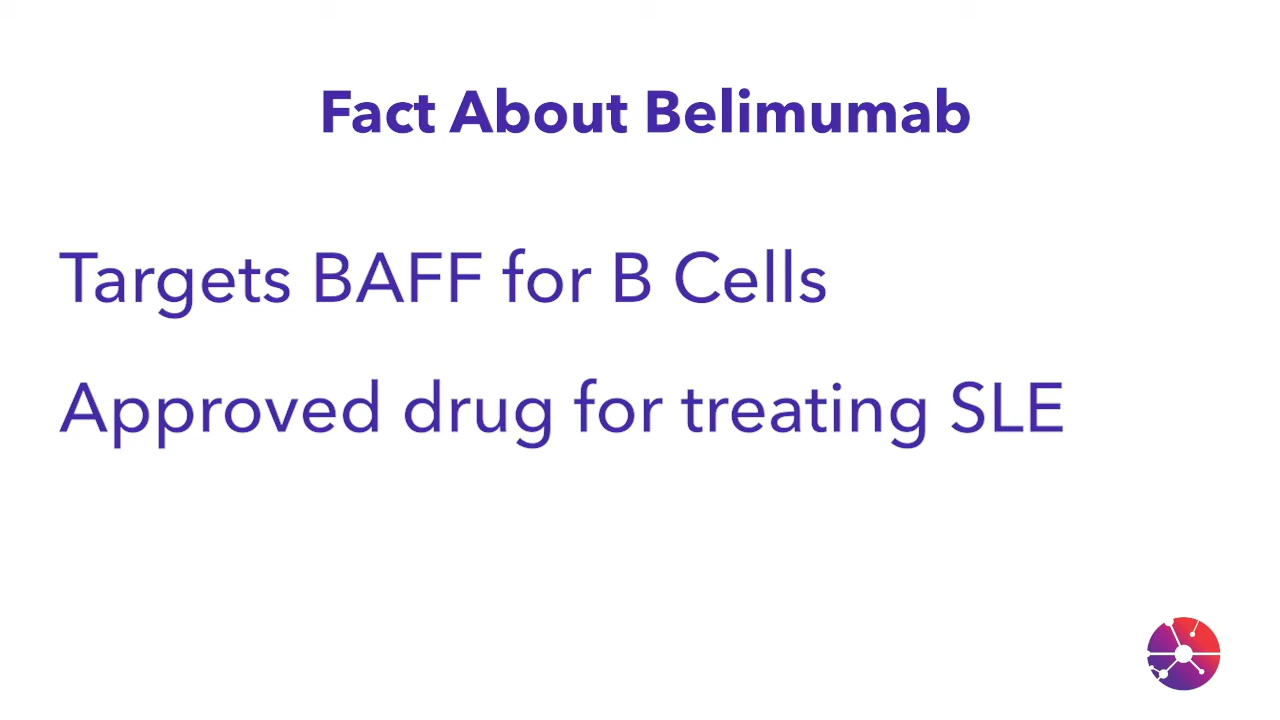 Fact About Belimumab
Targets BAFF for B Cells
Approved drug for treating SLE